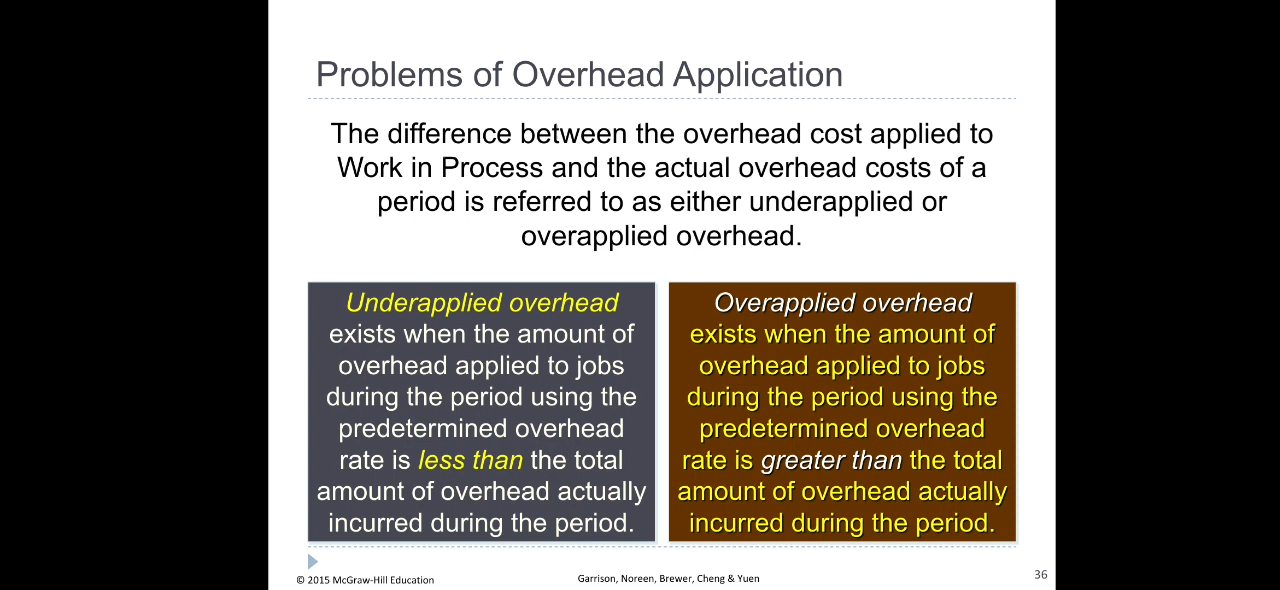 Problems of Overhead Application
The difference between the overhead cost applied to
Work in Process and the actual overhead costs of a
period is referred to as either underapplied or
overapplied overhead.
Underapplied overhead
exists when the amount of
overhead applied to jobs
during the period using the
predetermined overhead
rate is less than the total
amount of overhead actually
incurred during the period.
Overapplied overhead
exists when the amount of
overhead applied to jobs
during the period using the
predetermined overhead
rate is greater than the total
amount of overhead actually
incurred during the period.
© 2015 McGraw-Hill Education
Garrison, Noreen, Brewer, Cheng & Yuen
36